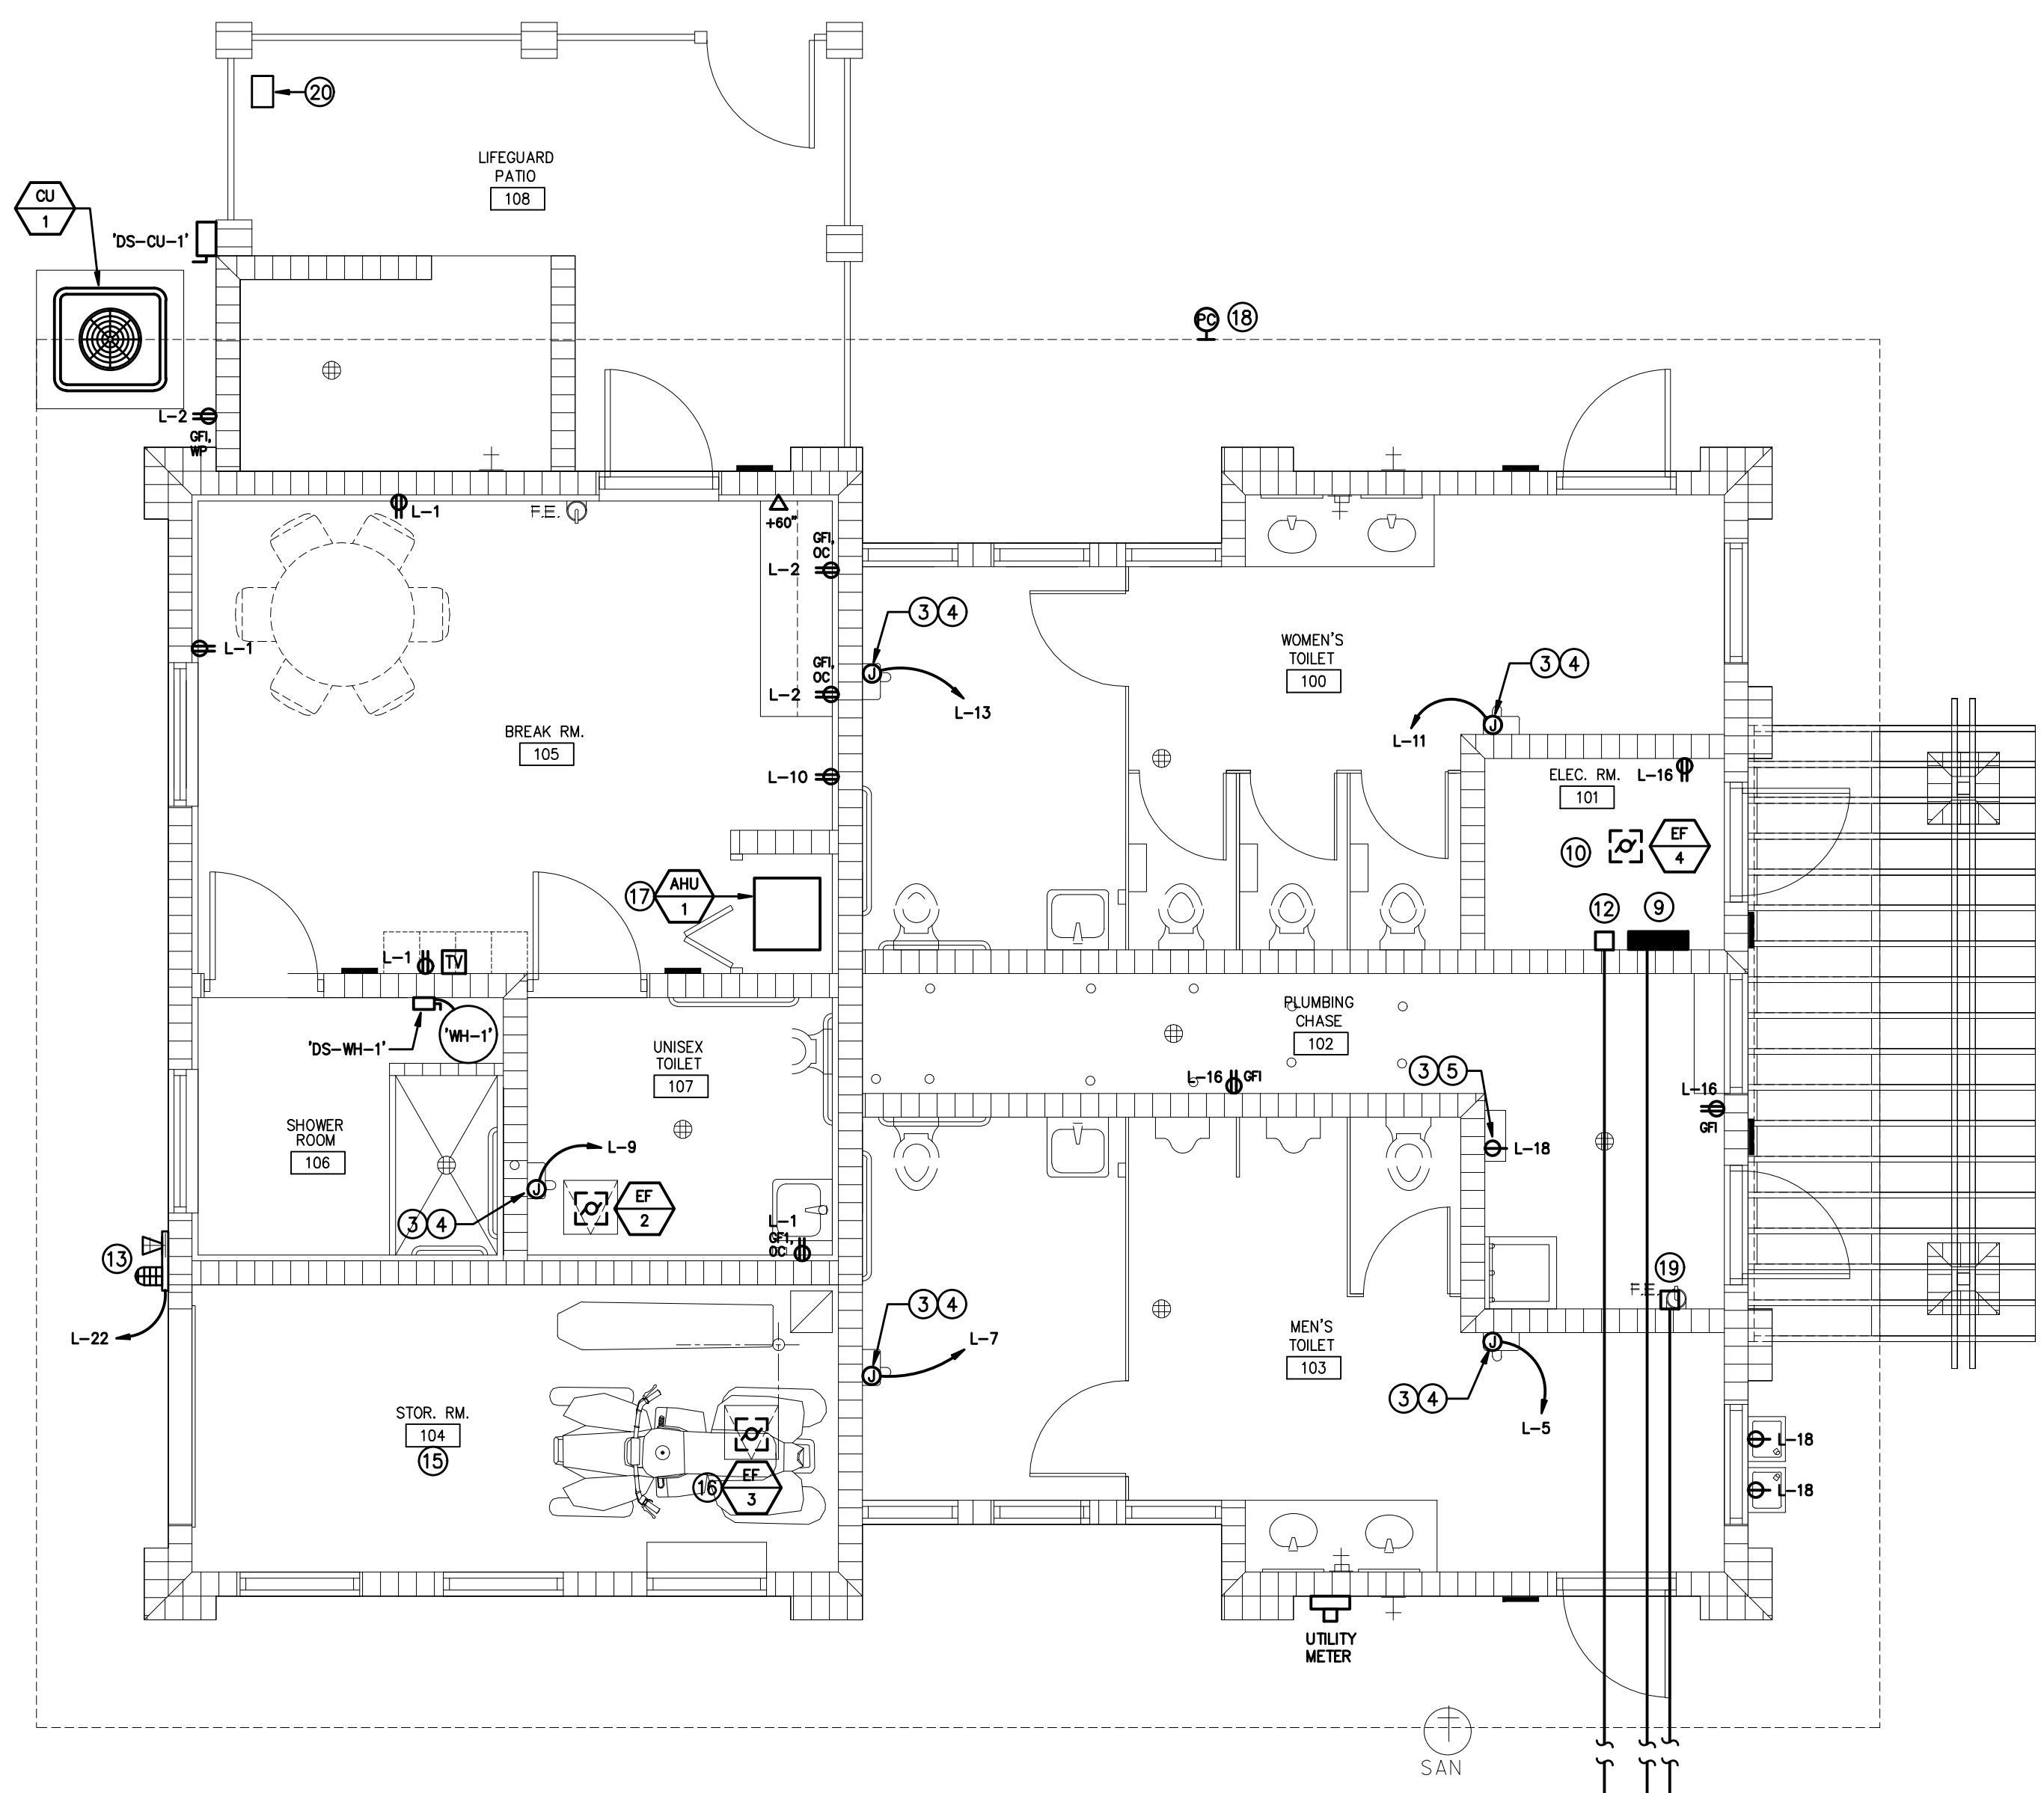 20
LIFEGUARD
PATIO
108
CU
1
'DS-CU-1'
PC 18
L-2
GFI,
WP
L-1
F.E.
+60"
GFI,
OC
L-2
3 4
L-13
WOMEN'S
TOILET
100
3 4
L-11
L-1
GFI,
OC
L-2
BREAK RM.
105
L-10
ELEC. RM.
101
L-16
10
EF
4
17
AHU
1
12
9
L-1
TV
'WH-1'
'DS-WH-1'
UNISEX
TOILET
107
PLUMBING
CHASE
102
L-16
GFI
3 5
L-18
L-16
GFI
SHOWER
ROOM
106
L-9
J
3 4
EF
2
L-1
GFI,
OC
13
L-22
19
F.E.
3 4
J
L-7
MEN'S
TOILET
103
J
3 4
L-5
STOR. RM.
104
15
16
EF
3
L-18
L-18
UTILITY
METER
SAN
J
J